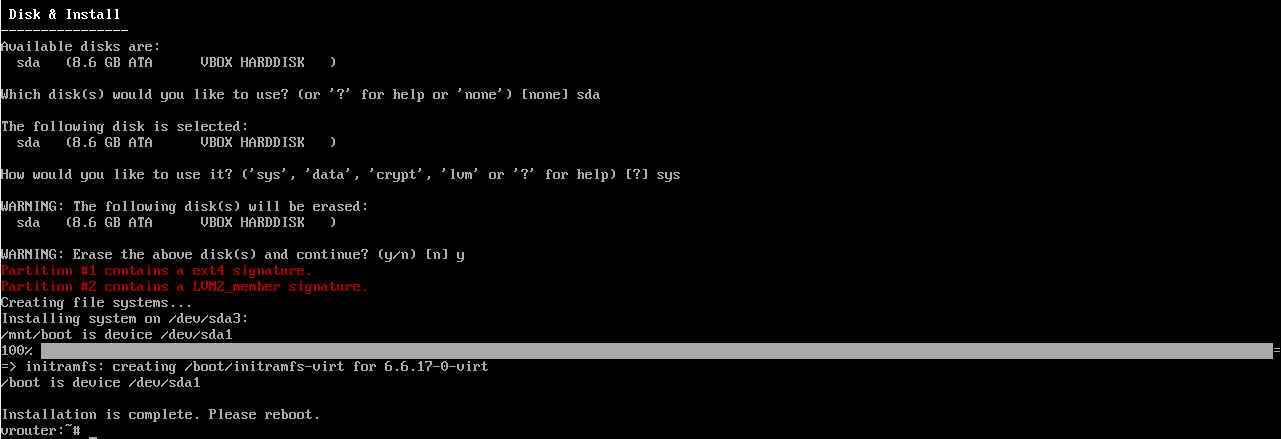 Disk & Install
----------------
Available disks are:
  sda   (8.6 GB ATA      VBOX HARDDISK   )
Which disk(s) would you like to use? (or '?' for help or 'none') [none] sda
The following disk is selected:
  sda   (8.6 GB ATA      VBOX HARDDISK   )
How would you like to use it? ('sys', 'data', 'crypt', 'lvm' or '?' for help) [?] sys
WARNING: The following disk(s) will be erased:
  sda   (8.6 GB ATA      VBOX HARDDISK   )
WARNING: Erase the above disk(s) and continue? (y/n) [n] y
Partition #1 contains a ext4 signature.
Partition #2 contains a LVM2_member signature.
Creating file systems...
Installing system on /dev/sda3:
/mnt/boot is device /dev/sda1
100% =
=> initramfs: creating /boot/initramfs-virt for 6.6.17-0-virt
/boot is device /dev/sda1
Installation is complete. Please reboot.
vrouter:~# _